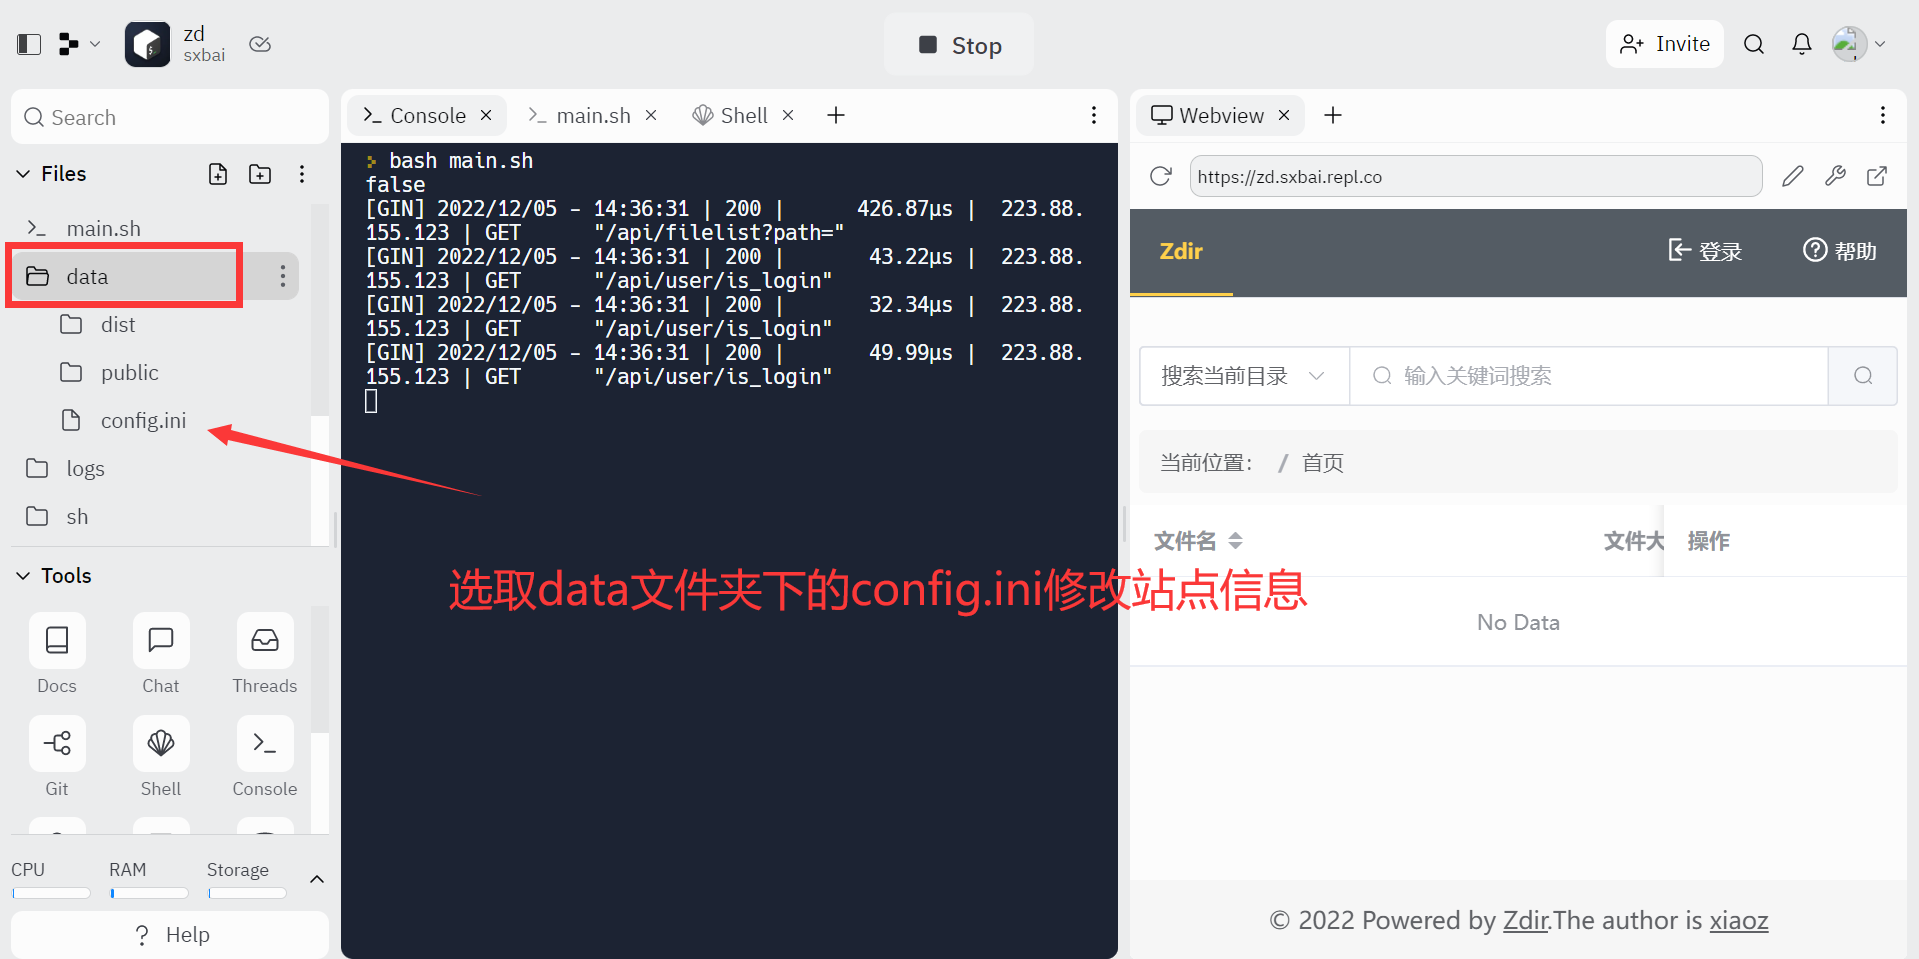 zd
sxbai
Stop
Invite
Search
Files
main.sh
data
dist
public
config.ini
logs
sh
Tools
Docs
Chat
Threads
Git
Shell
Console
CPU
RAM
Storage
? Help
Console
main.sh
Shell
bash main.sh
false
[GIN] 2022/12/05 - 14:36:31 | 200 |      426.87µs |  223.88.
155.123 | GET      "/api/filelist?path="
[GIN] 2022/12/05 - 14:36:31 | 200 |       43.22µs |  223.88.
155.123 | GET      "/api/user/is_login"
[GIN] 2022/12/05 - 14:36:31 | 200 |       32.34µs |  223.88.
155.123 | GET      "/api/user/is_login"
[GIN] 2022/12/05 - 14:36:31 | 200 |       49.99µs |  223.88.
155.123 | GET      "/api/user/is_login"
选取data文件夹下的config.ini修改站点信息
Webview
https://zd.sxbai.repl.co
Zdir
登录
帮助
搜索当前目录
输入关键词搜索
当前位置： / 首页
文件名
文件大
操作
No Data
© 2022 Powered by Zdir.The author is xiaoz